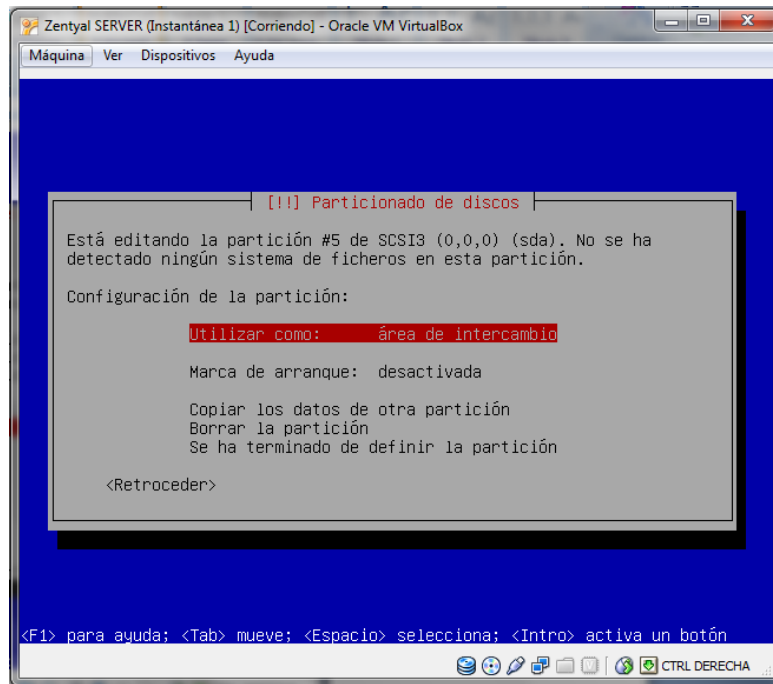 Zentyal SERVER (Instantánea 1) [Corriendo] - Oracle VM VirtualBox
Máquina Ver Dispositivos Ayuda
[!!] Particionado de discos
Está editando la partición #5 de SCSI3 (0,0,0) (sda). No se ha
detectado ningún sistema de ficheros en esta partición.
Configuración de la partición:
Utilizar como: área de intercambio
Marca de arranque: desactivada
Copiar los datos de otra partición
Borrar la partición
Se ha terminado de definir la partición
<Retroceder>
<F1> para ayuda; <Tab> mueve; <Espacio> selecciona; <Intro> activa un botón
CTRL DERECHA